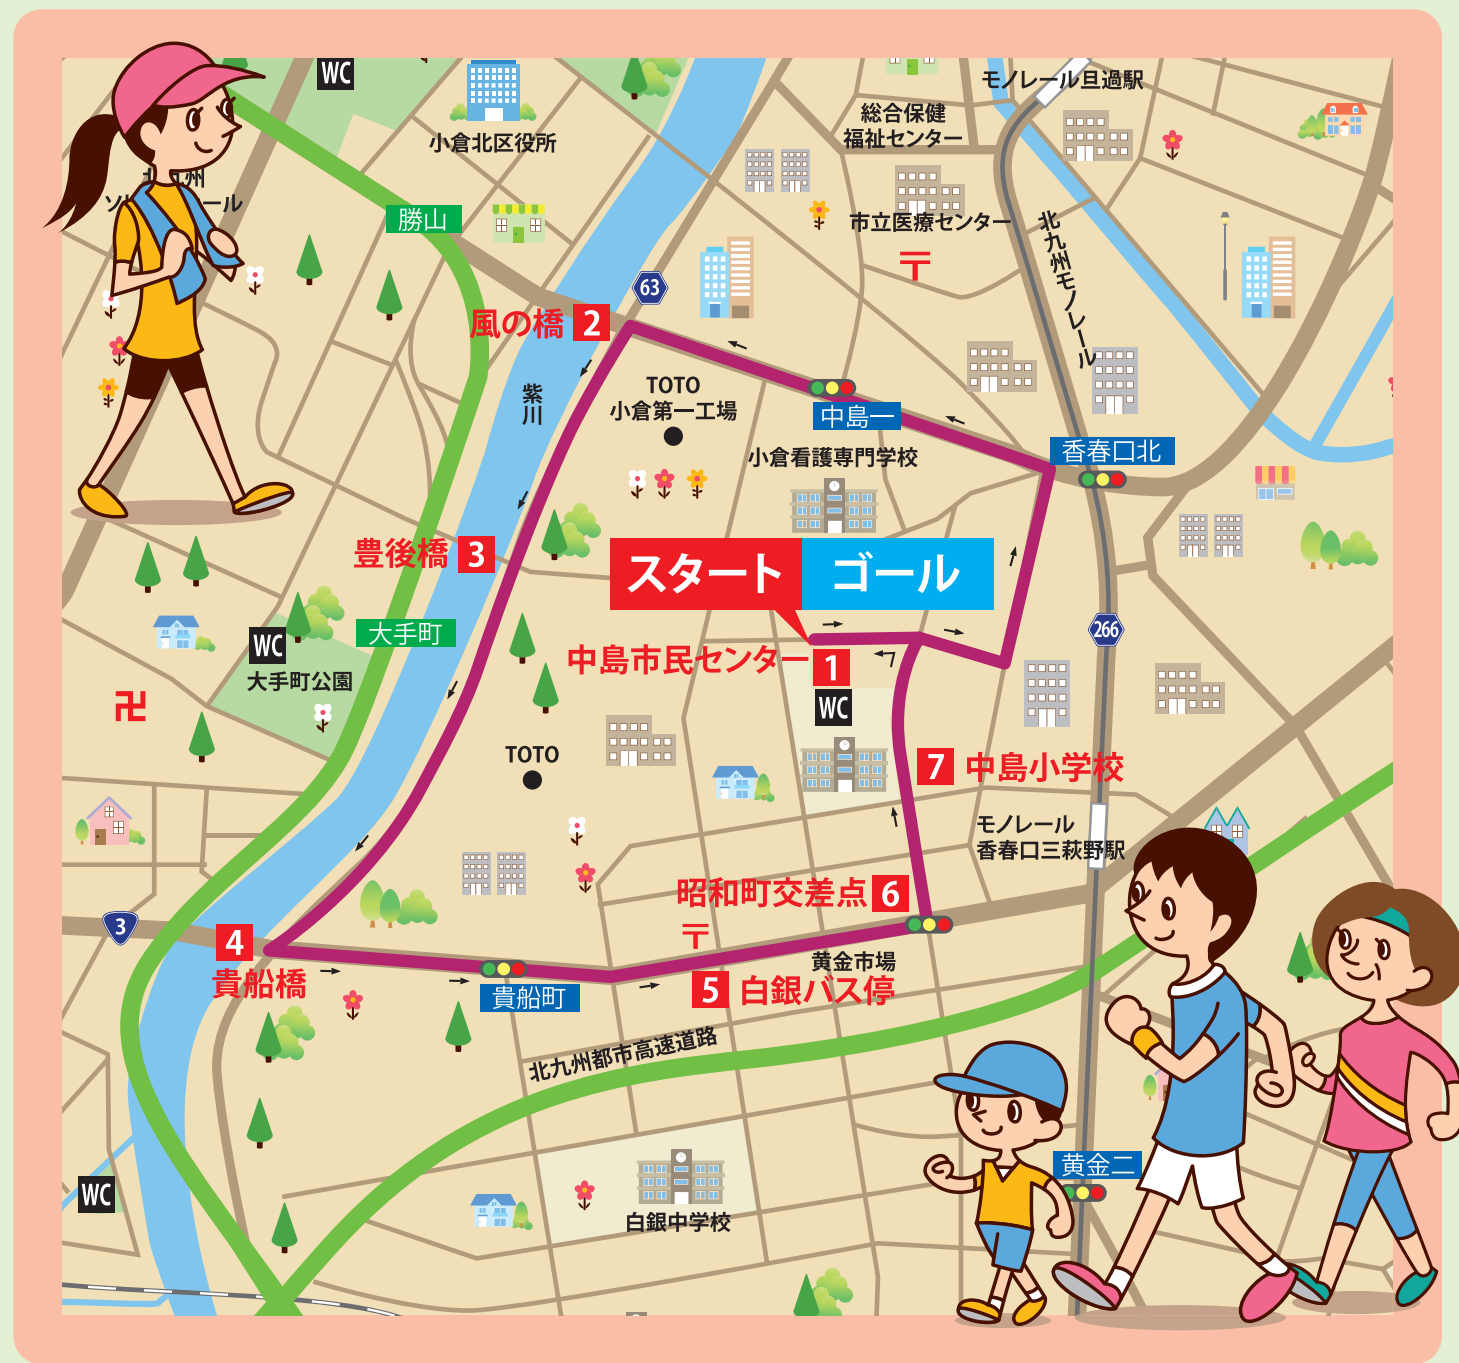 WC
小倉北区役所
モノレール旦過駅
総合保健
福祉センター
勝山
市立医療センター
〒
北九州モノレール
63
風の橋 2
紫川
TOTO
小倉第一工場
中島一
小倉看護専門学校
香春口北
豊後橋 3
スタート ゴール
大手町
WC
大手町公園
266
中島市民センター 1
WC
卍
TOTO
7 中島小学校
モノレール
香春口三萩野駅
昭和町交差点 6
3
4
貴船橋
〒
黄金市場
5 白銀バス停
貴船町
北九州都市高速道路
黄金二
WC
白銀中学校